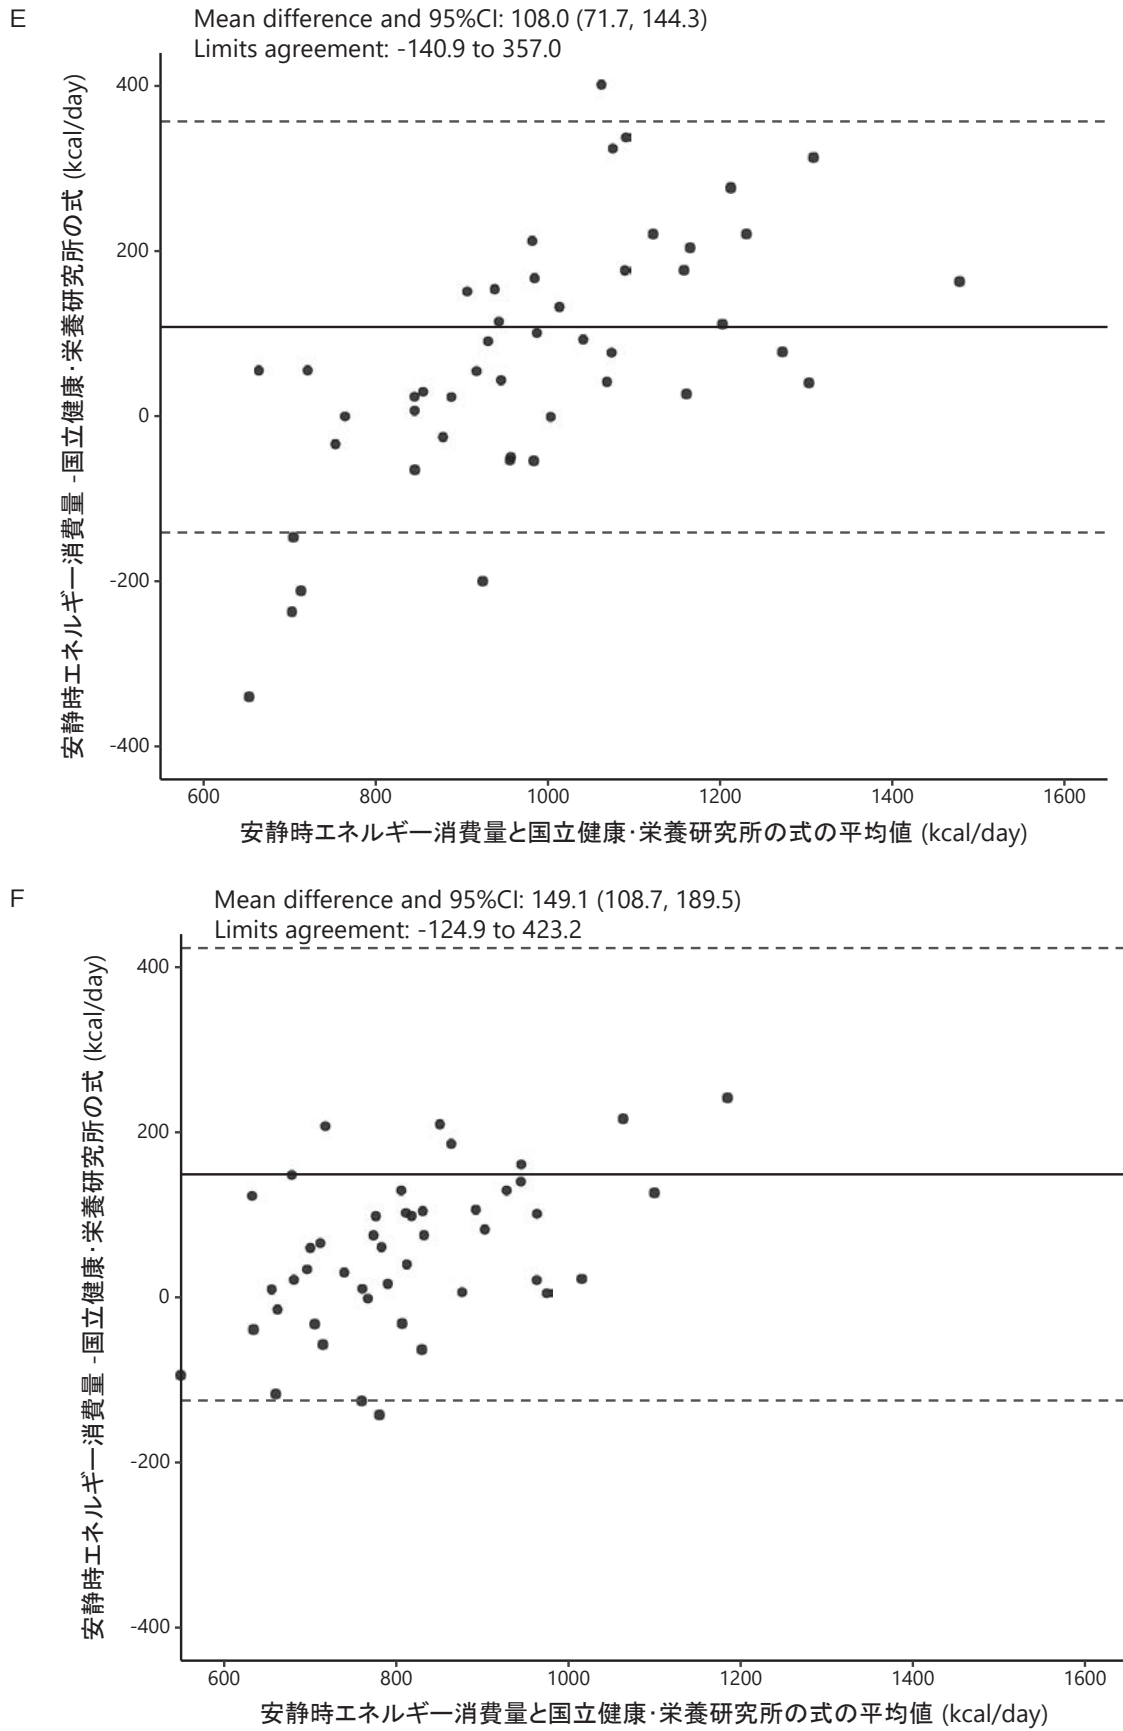 E
Mean difference and 95%CI: 108.0 (71.7, 144.3)
Limits agreement: -140.9 to 357.0
安静時エネルギー消費量 -国立健康・栄養研究所の式 (kcal/day)
400
200
0
-200
-400
600 800 1000 1200 1400 1600
安静時エネルギー消費量と国立健康・栄養研究所の式の平均値 (kcal/day)
F
Mean difference and 95%CI: 149.1 (108.7, 189.5)
Limits agreement: -124.9 to 423.2
安静時エネルギー消費量 -国立健康・栄養研究所の式 (kcal/day)
400
200
0
-200
-400
600 800 1000 1200 1400 1600
安静時エネルギー消費量と国立健康・栄養研究所の式の平均値 (kcal/day)